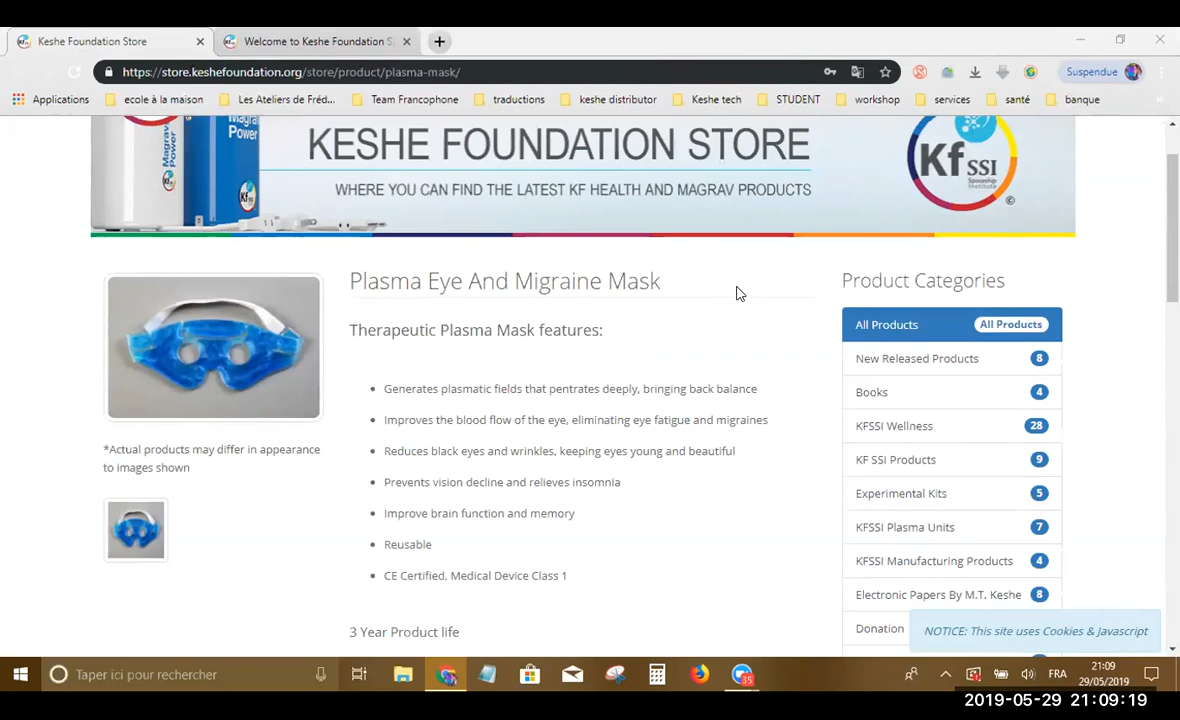 Keshe Foundation Store
Welcome to Keshe Foundation S
https://store.keshefoundation.org/store/product/plasma-mask/
Suspendue
Applications
ecole à la maison
Les Ateliers de Fréd...
Team Francophone
traductions
keshe distributor
Keshe tech
STUDENT
workshop
services
santé
banque
Magrav Power
Magrav Power
KESHE FOUNDATION STORE
WHERE YOU CAN FIND THE LATEST KF HEALTH AND MAGRAV PRODUCTS
Kf SSI
Spaceship
Institute
©
Plasma Eye And Migraine Mask
Therapeutic Plasma Mask features:
Generates plasmatic fields that pentrates deeply, bringing back balance
Improves the blood flow of the eye, eliminating eye fatigue and migraines
Reduces black eyes and wrinkles, keeping eyes young and beautiful
Prevents vision decline and relieves insomnia
Improve brain function and memory
Reusable
CE Certified, Medical Device Class 1
3 Year Product life
*Actual products may differ in appearance
to images shown
Product Categories
All Products All Products
New Released Products 8
Books 4
KFSSI Wellness 28
KF SSI Products 9
Experimental Kits 5
KFSSI Plasma Units 7
KFSSI Manufacturing Products 4
Electronic Papers By M.T. Keshe 8
Donation
NOTICE: This site uses Cookies & Javascript
Taper ici pour rechercher
35
FRA
21:09
29/05/2019
2019-05-29 21:09:19